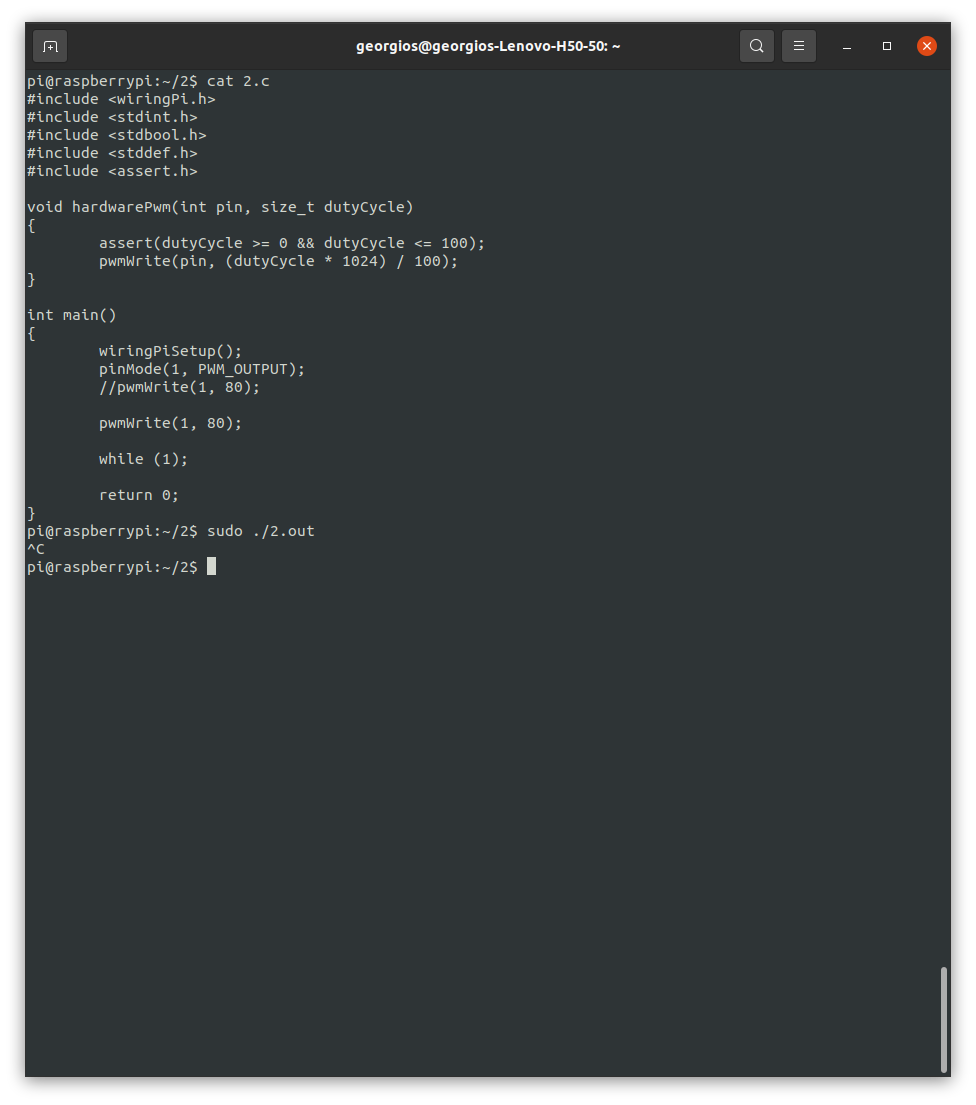 georgios@georgios-Lenovo-H50-50: ~
pi@raspberrypi:~/2$ cat 2.c
#include <wiringPi.h>
#include <stdint.h>
#include <stdbool.h>
#include <stddef.h>
#include <assert.h>

void hardwarePwm(int pin, size_t dutyCycle)
{
        assert(dutyCycle >= 0 && dutyCycle <= 100);
        pwmWrite(pin, (dutyCycle * 1024) / 100);
}

int main()
{
        wiringPiSetup();
        pinMode(1, PWM_OUTPUT);
        //pwmWrite(1, 80);

        pwmWrite(1, 80);

        while (1);

        return 0;
}
pi@raspberrypi:~/2$ sudo ./2.out
^C
pi@raspberrypi:~/2$